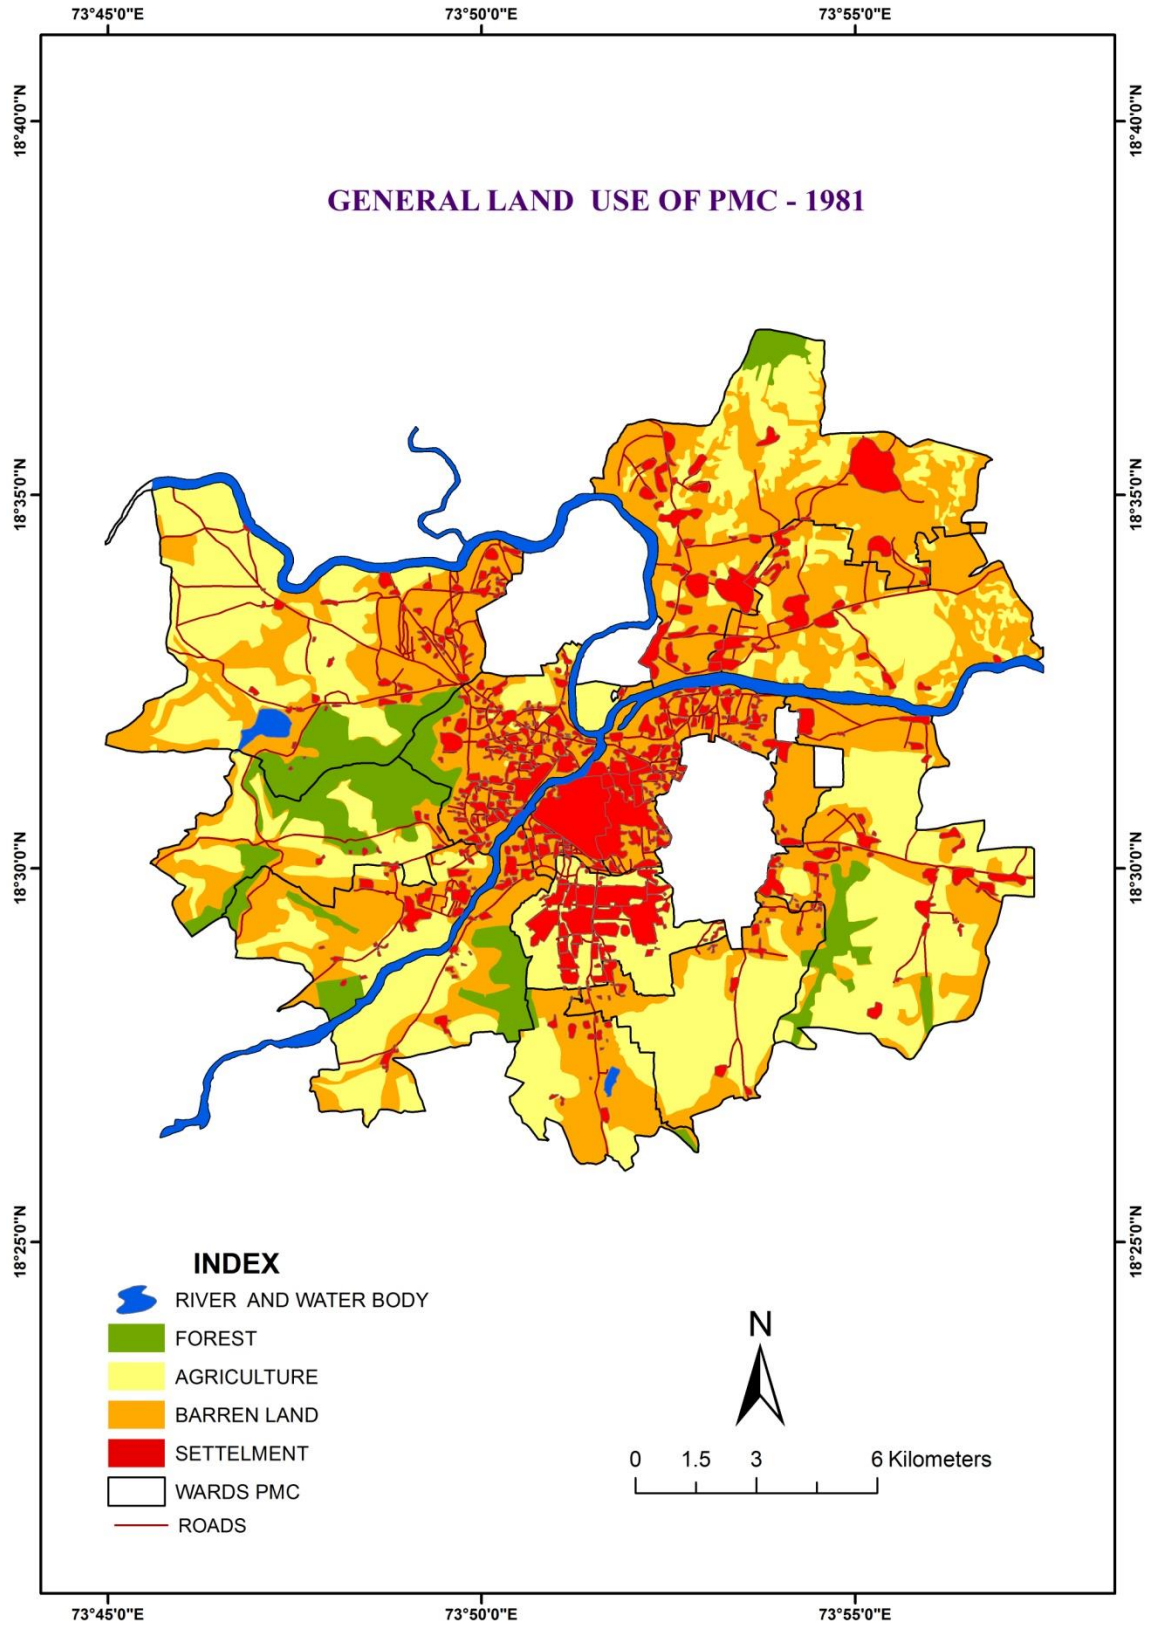 73°45'0"E 73°50'0"E 73°55'0"E
18°40'0"N 18°40'0"N
GENERAL LAND USE OF PMC - 1981
18°35'0"N 18°35'0"N
18°30'0"N 18°30'0"N
18°25'0"N 18°25'0"N
INDEX
RIVER AND WATER BODY
FOREST
AGRICULTURE
BARREN LAND
SETTELMENT
WARDS PMC
ROADS
N
0 1.5 3 6 Kilometers
73°45'0"E 73°50'0"E 73°55'0"E